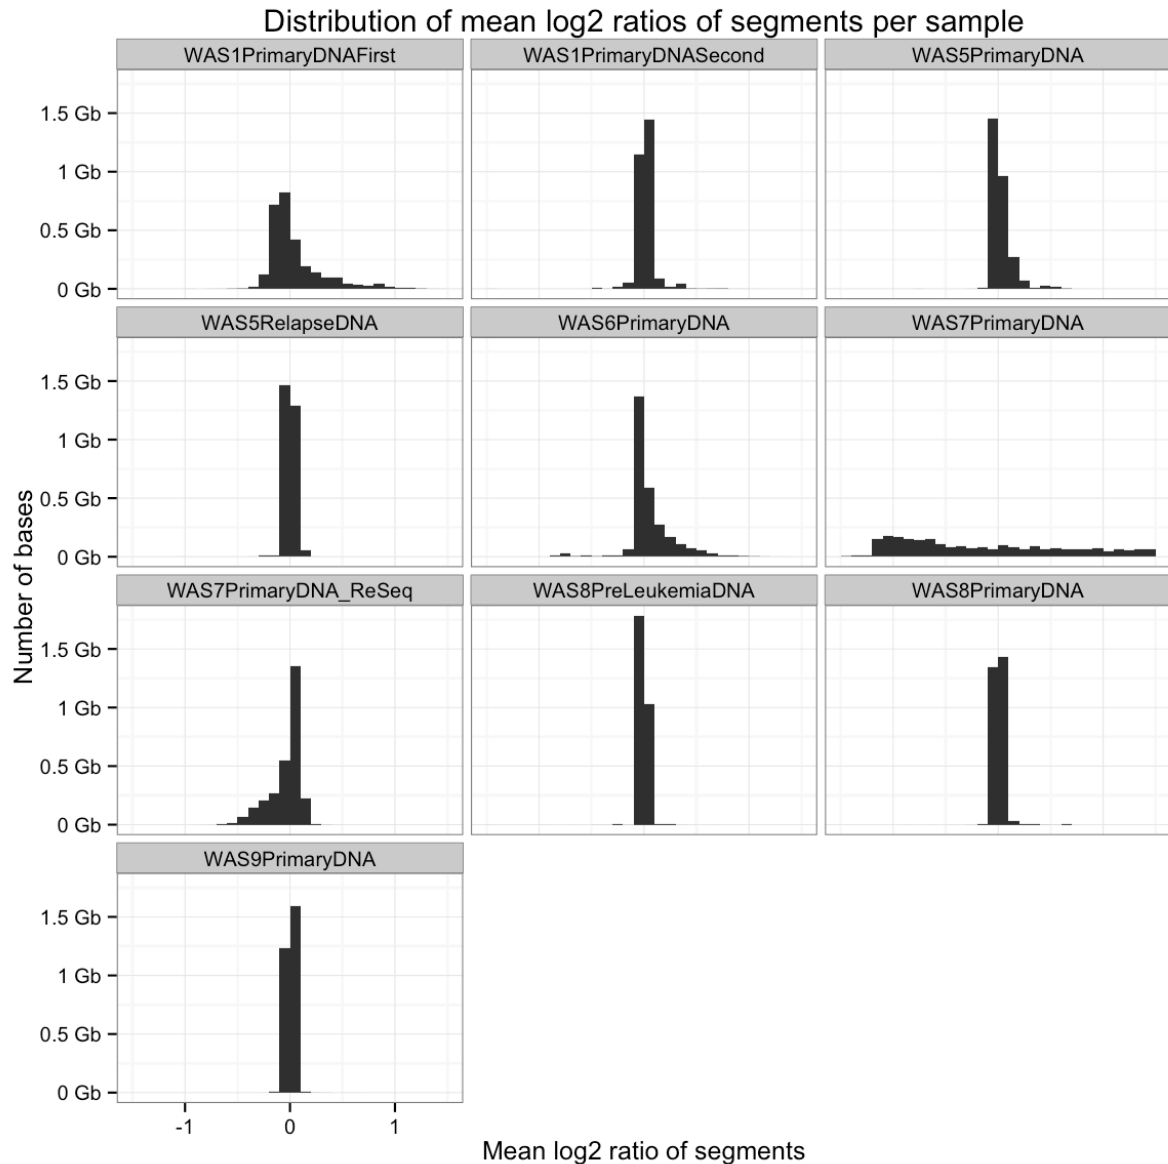 Distribution of mean log2 ratios of segments per sample
WAS1PrimaryDNAFirst
WAS1PrimaryDNASecond
WAS5PrimaryDNA
1.5 Gb
1 Gb
0.5 Gb
0 Gb
WAS5RelapseDNA
WAS6PrimaryDNA
WAS7PrimaryDNA
1.5 Gb
1 Gb
0.5 Gb
0 Gb
Number of bases
WAS7PrimaryDNA_ReSeq
WAS8PreLeukemiaDNA
WAS8PrimaryDNA
1.5 Gb
1 Gb
0.5 Gb
0 Gb
WAS9PrimaryDNA
1.5 Gb
1 Gb
0.5 Gb
0 Gb
-1 0 1
Mean log2 ratio of segments